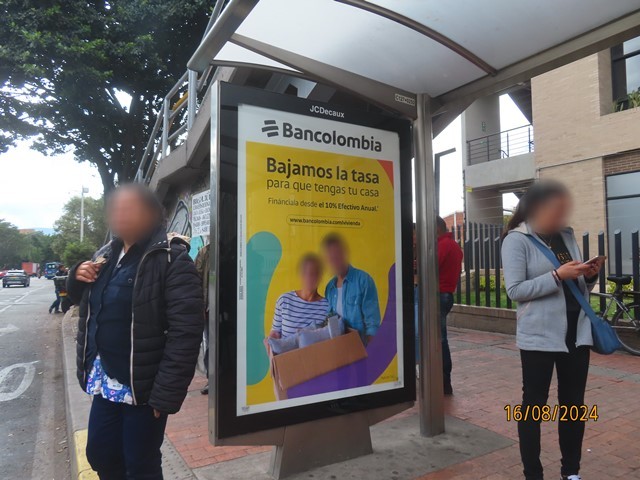 JCDecaux
Bancolombia
Bajamos la tasa
para que tengas tu casa
Fináncialа desde el 10% Efectivo Anual.*
www.bancolombia.com/vivienda
16/08/2024